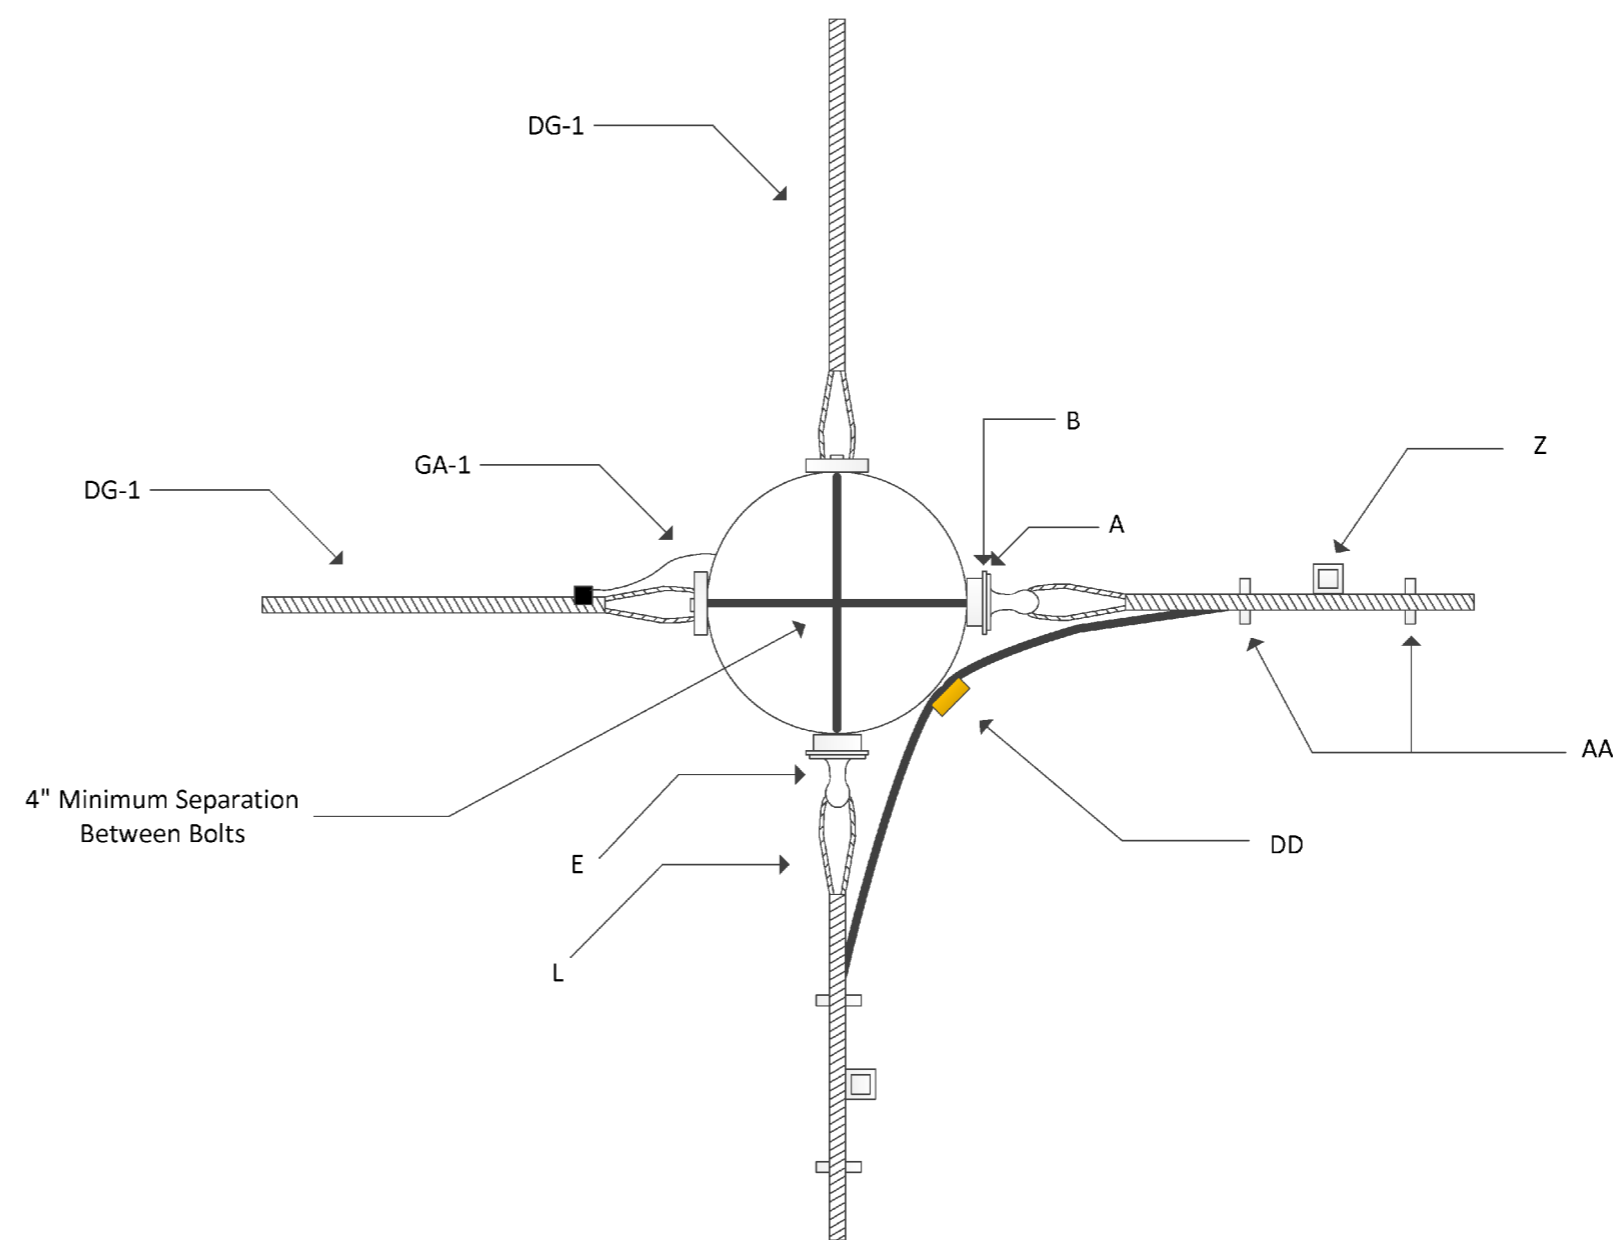 DG-1
B
Z
GA-1
DG-1
A
AA
4" Minimum Separation
Between Bolts
E
DD
L